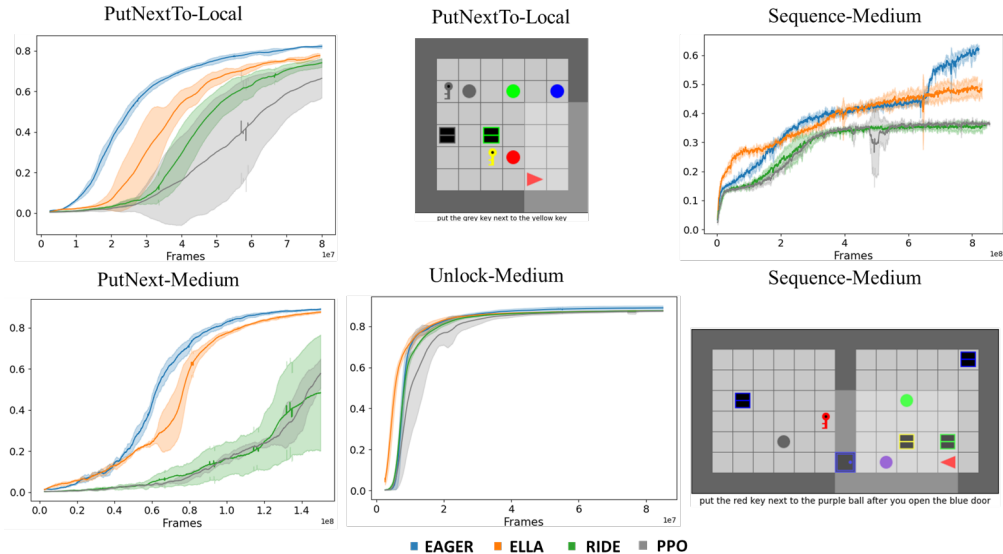 PutNextTo-Local
PutNextTo-Local
Sequence-Medium
0.8
0.6
0.4
0.2
0.0
0 1 2 3 4 5 6 7 8
Frames
1e7
put the grey key next to the yellow key
0.6
0.5
0.4
0.3
0.2
0.1
0.0
0 2 4 6 8
Frames
1e8
PutNext-Medium
Unlock-Medium
Sequence-Medium
0.8
0.6
0.4
0.2
0.0
0.0 0.2 0.4 0.6 0.8 1.0 1.2 1.4
Frames
1e8
0.8
0.6
0.4
0.2
0.0
0 2 4 6 8
Frames
1e7
put the red key next to the purple ball after you open the blue door
EAGER ELLA RIDE PPO